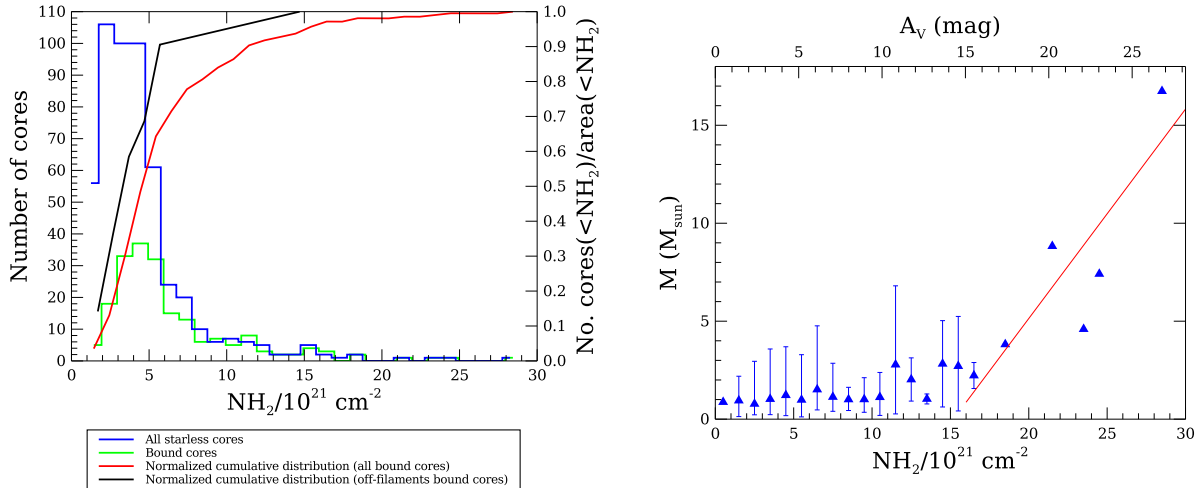 110
100
90
80
70
60
50
40
30
20
10
0
Number of cores
0 5 10 15 20 25 30
NH2/10^21 cm^-2
1.0
0.9
0.8
0.7
0.6
0.5
0.4
0.3
0.2
0.1
0.0
No. cores(<NH2)/area(<NH2)
All starless cores
Bound cores
Normalized cumulative distribution (all bound cores)
Normalized cumulative distribution (off-filaments bound cores)
A_V (mag)
0 5 10 15 20 25
15
10
5
0
M (M_sun)
0 5 10 15 20 25 30
NH2/10^21 cm^-2